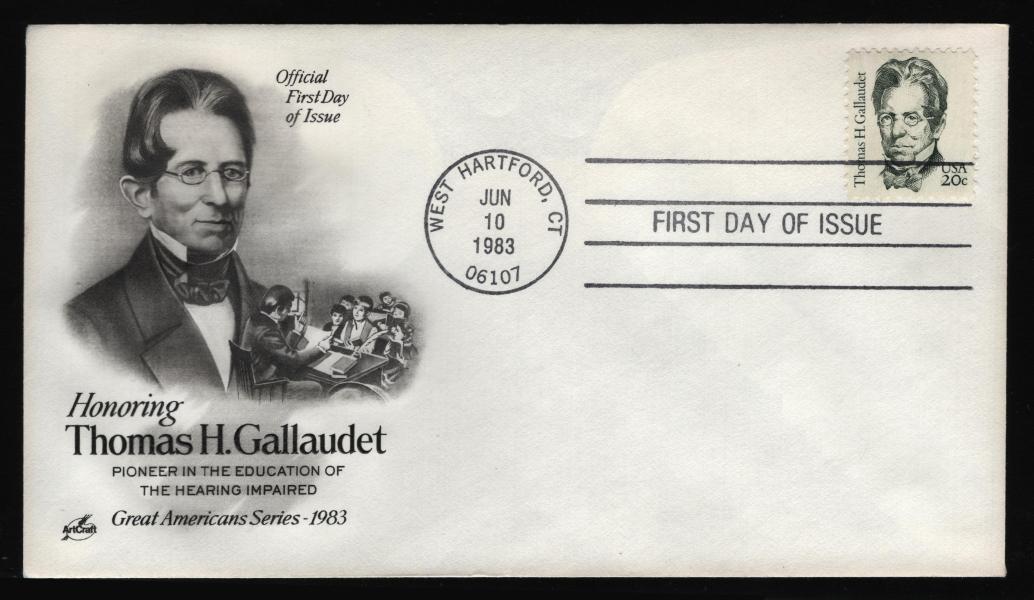 Official
First Day
of Issue
Thomas H. Gallaudet
USA
20c
WEST HARTFORD, CT
JUN
10
1983
06107
FIRST DAY OF ISSUE
Honoring
Thomas H. Gallaudet
PIONEER IN THE EDUCATION OF
THE HEARING IMPAIRED
ArtCraft
Great Americans Series - 1983